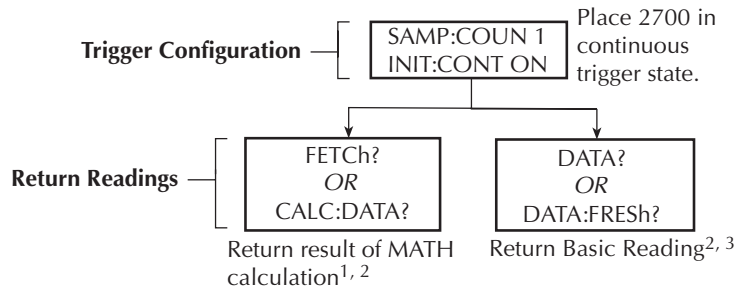 Trigger Configuration
SAMP:COUN 1
INIT:CONT ON
Place 2700 in
continuous
trigger state.
Return Readings
FETCh?
OR
CALC:DATA?
DATA?
OR
DATA:FRESh?
Return result of MATH
calculation1, 2
Return Basic Reading2, 3